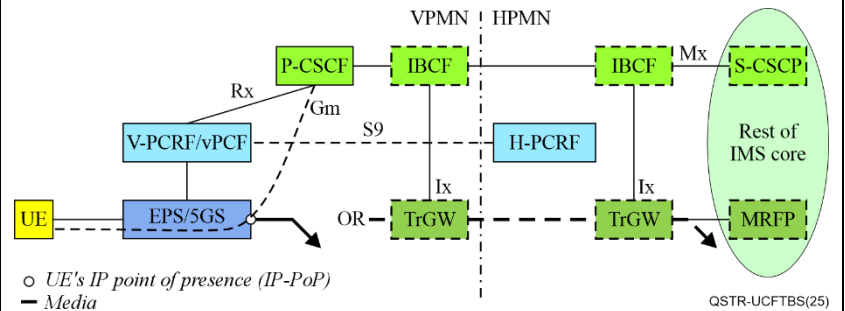 VPMN HPMN
P-CSCF IBCF IBCF Mx S-CSCP
Rx Gm
V-PCRF/vPCF S9 H-PCRF Rest of
IMS core
Ix Ix
UE EPS/5GS OR TrGW TrGW MRFP
UE's IP point of presence (IP-PoP)
Media
QSTR-UCFTBS(25)